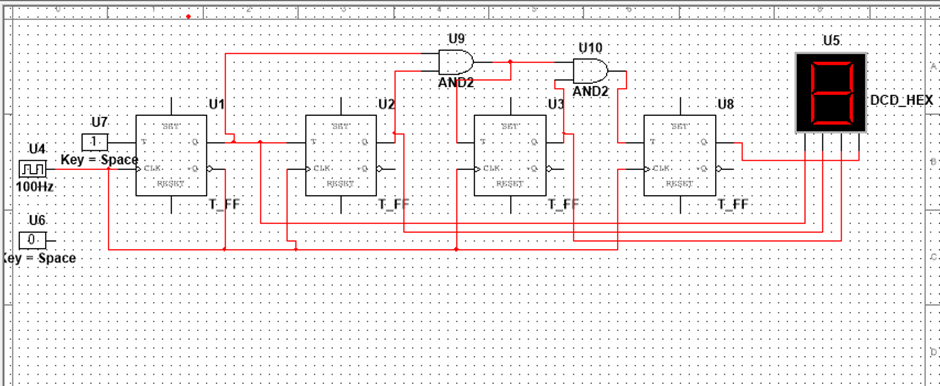 U9
U10
U5
AND2
AND2
DCD_HEX
8
U7
1
Key = Space
U4
100Hz
U6
0
Key = Space
U1
SET
T
Q
CLK
Q
RESET
T_FF
U2
SET
T
Q
CLK
Q
RESET
T_FF
U3
SET
T
Q
CLK
Q
RESET
T_FF
U8
SET
T
Q
CLK
Q
RESET
T_FF
A
B
C
D